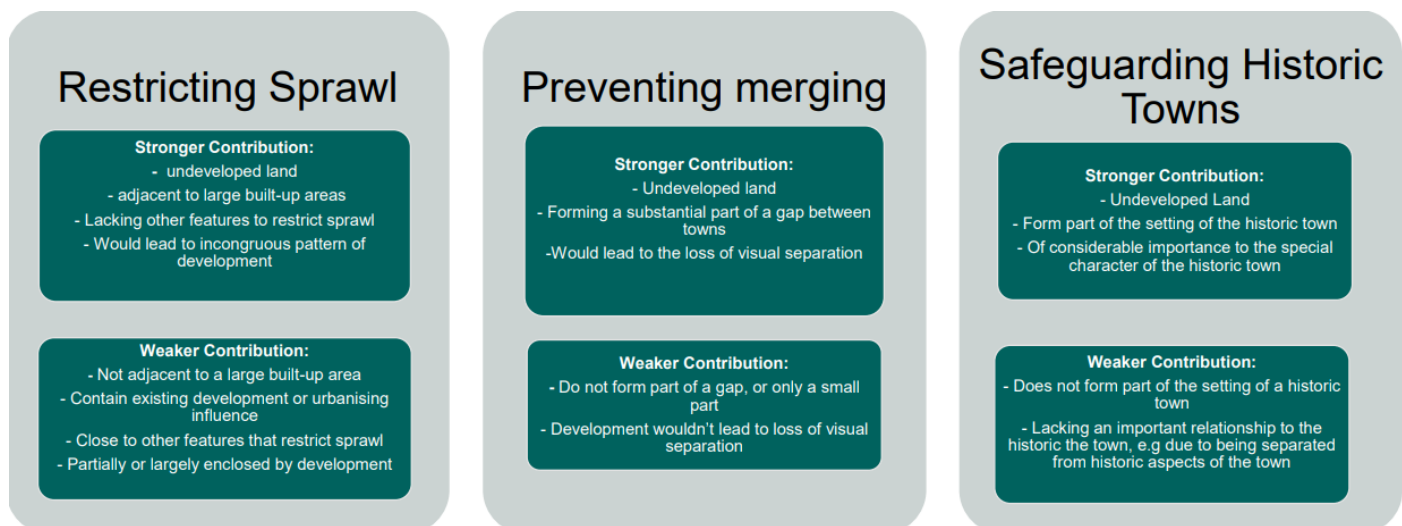 Restricting Sprawl
Stronger Contribution:
- undeveloped land
- adjacent to large built-up areas
- Lacking other features to restrict sprawl
- Would lead to incongruous pattern of
development
Weaker Contribution:
- Not adjacent to a large built-up area
- Contain existing development or urbanising
influence
- Close to other features that restrict sprawl
- Partially or largely enclosed by development
Preventing merging
Stronger Contribution:
- Undeveloped land
- Forming a substantial part of a gap between
towns
-Would lead to the loss of visual separation
Weaker Contribution:
- Do not form part of a gap, or only a small
part
- Development wouldn’t lead to loss of visual
separation
Safeguarding Historic
Towns
Stronger Contribution:
- Undeveloped Land
- Form part of the setting of the historic town
- Of considerable importance to the special
character of the historic town
Weaker Contribution:
- Does not form part of the setting of a historic
town
- Lacking an important relationship to the
historic the town, e.g due to being separated
from historic aspects of the town